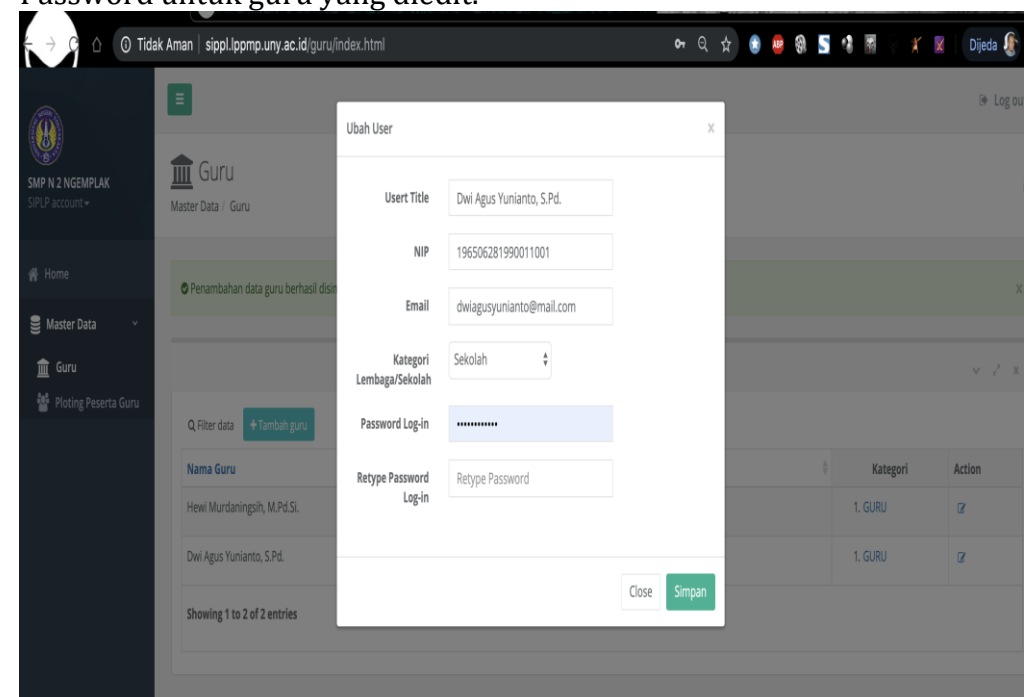 Password untuk guru yang diedit.
Tidak Aman | sippl.lppmp.uny.ac.id/guru/index.html
ABP
Dijeda
Log ou
SMP N 2 NGEMPLAK
SIPLP account
Guru
Master Data / Guru
Home
Master Data
Guru
Ploting Peserta Guru
Penambahan data guru berhasil disin
Ubah User
X
Usert Title
Dwi Agus Yunianto, S.Pd.
NIP
196506281990011001
Email
dwiagusyunianto@mail.com
Kategori
Lembaga/Sekolah
Sekolah
Password Log-in
••••••••••••
Retype Password
Log-in
Retype Password
Close
Simpan
Filter data
+Tambah guru
Nama Guru
Kategori
Action
Hewi Murdaningsih, M.Pd.Si.
1. GURU
Dwi Agus Yunianto, S.Pd.
1. GURU
Showing 1 to 2 of 2 entries